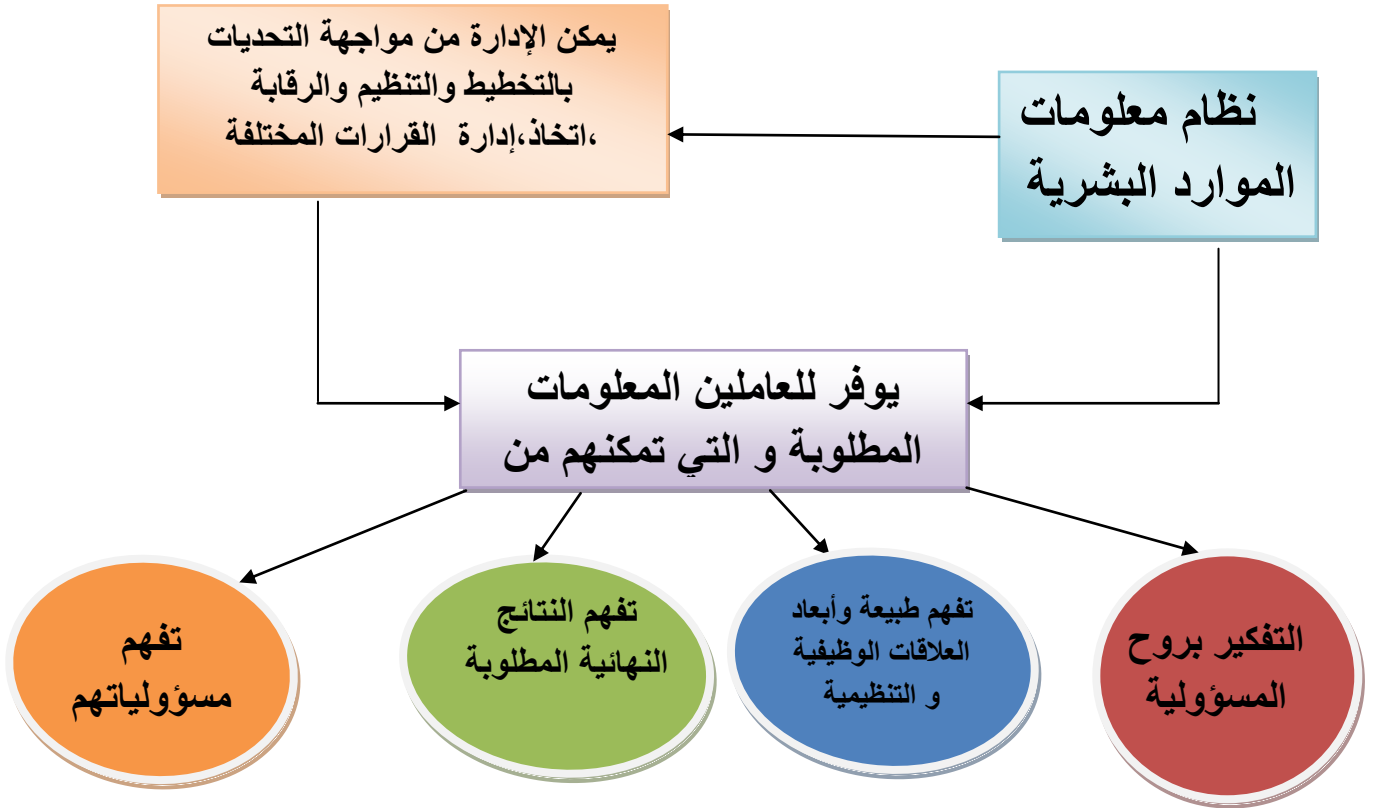 نظام معلومات
الموارد البشرية
يمكن الإدارة من مواجهة التحديات
بالتخطيط والتنظيم والرقابة
،اتخاذ،إدارة القرارات المختلفة
يوفر للعاملين المعلومات
المطلوبة و التي تمكنهم من
التفكير بروح
المسؤولية
تفهم طبيعة وأبعاد
العلاقات الوظيفية
و التنظيمية
تفهم النتائج
النهائية المطلوبة
تفهم
مسؤولياتهم